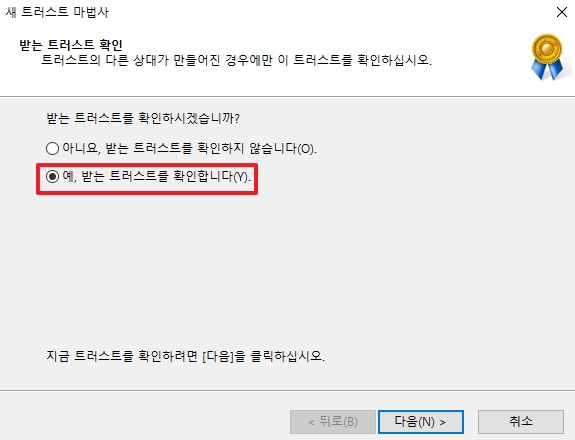 새 트러스트 마법사
받는 트러스트 확인
트러스트의 다른 상대가 만들어진 경우에만 이 트러스트를 확인하십시오.
받는 트러스트를 확인하시겠습니까?
아니요, 받는 트러스트를 확인하지 않습니다(O).
예, 받는 트러스트를 확인합니다(Y).
지금 트러스트를 확인하려면 [다음]을 클릭하십시오.
< 뒤로(B) 다음(N) > 취소